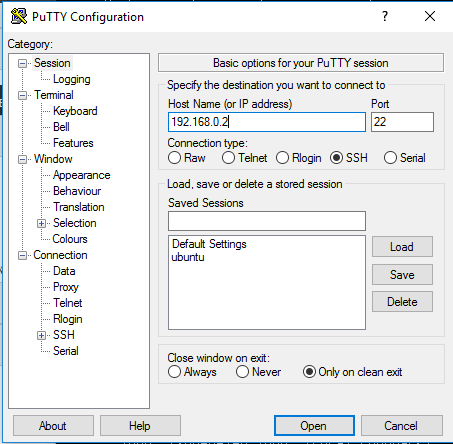 PuTTY Configuration
Category:
Session
Logging
Terminal
Keyboard
Bell
Features
Window
Appearance
Behaviour
Translation
Selection
Colours
Connection
Data
Proxy
Telnet
Rlogin
SSH
Serial
Basic options for your PuTTY session
Specify the destination you want to connect to
Host Name (or IP address) Port
192.168.0.2 22
Connection type:
Raw Telnet Rlogin SSH Serial
Load, save or delete a stored session
Saved Sessions
Default Settings
ubuntu
Load
Save
Delete
Close window on exit:
Always Never Only on clean exit
About Help Open Cancel